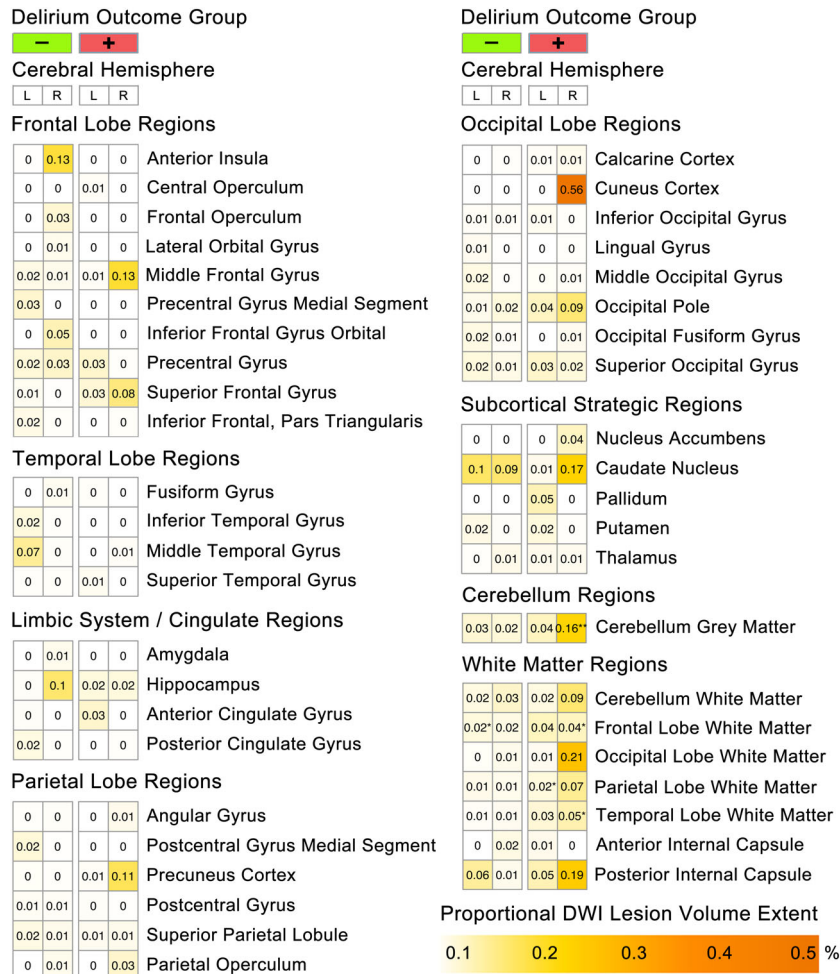 Delirium Outcome Group
− +
Cerebral Hemisphere
L R L R
Frontal Lobe Regions
0 0.13 0 0 Anterior Insula
0 0 0.01 0 Central Operculum
0 0.03 0 0 Frontal Operculum
0 0.01 0 0 Lateral Orbital Gyrus
0.02 0.01 0.01 0.13 Middle Frontal Gyrus
0.03 0 0 0 Precentral Gyrus Medial Segment
0 0.05 0 0 Inferior Frontal Gyrus Orbital
0.02 0.03 0.03 0 Precentral Gyrus
0.01 0 0.03 0.08 Superior Frontal Gyrus
0.02 0 0 0 Inferior Frontal, Pars Triangularis
Temporal Lobe Regions
0 0.01 0 0 Fusiform Gyrus
0.02 0 0 0 Inferior Temporal Gyrus
0.07 0 0 0.01 Middle Temporal Gyrus
0 0 0.01 0 Superior Temporal Gyrus
Limbic System / Cingulate Regions
0 0.01 0 0 Amygdala
0 0.1 0.02 0.02 Hippocampus
0 0 0.03 0 Anterior Cingulate Gyrus
0.02 0 0 0 Posterior Cingulate Gyrus
Parietal Lobe Regions
0 0 0 0.01 Angular Gyrus
0.02 0 0 0 Postcentral Gyrus Medial Segment
0 0 0.01 0.11 Precuneus Cortex
0.01 0.01 0 0 Postcentral Gyrus
0.02 0.01 0.01 0.01 Superior Parietal Lobule
0 0.01 0 0.03 Parietal Operculum
Delirium Outcome Group
− +
Cerebral Hemisphere
L R L R
Occipital Lobe Regions
0 0 0.01 0.01 Calcarine Cortex
0 0 0 0.56 Cuneus Cortex
0.01 0.01 0.01 0 Inferior Occipital Gyrus
0.01 0 0 0 Lingual Gyrus
0.02 0 0 0.01 Middle Occipital Gyrus
0.01 0.02 0.04 0.09 Occipital Pole
0.02 0.01 0 0.01 Occipital Fusiform Gyrus
0.02 0.01 0.03 0.02 Superior Occipital Gyrus
Subcortical Strategic Regions
0 0 0 0.04 Nucleus Accumbens
0.1 0.09 0.01 0.17 Caudate Nucleus
0 0 0.05 0 Pallidum
0.02 0 0.02 0 Putamen
0 0.01 0.01 0.01 Thalamus
Cerebellum Regions
0.03 0.02 0.04 0.16** Cerebellum Grey Matter
White Matter Regions
0.02 0.03 0.02 0.09 Cerebellum White Matter
0.02* 0.02 0.04 0.04* Frontal Lobe White Matter
0 0.01 0.01 0.21 Occipital Lobe White Matter
0.01 0.01 0.02* 0.07 Parietal Lobe White Matter
0.01 0.01 0.03 0.05* Temporal Lobe White Matter
0 0.02 0.01 0 Anterior Internal Capsule
0.06 0.01 0.05 0.19 Posterior Internal Capsule
Proportional DWI Lesion Volume Extent
0.1 0.2 0.3 0.4 0.5 %